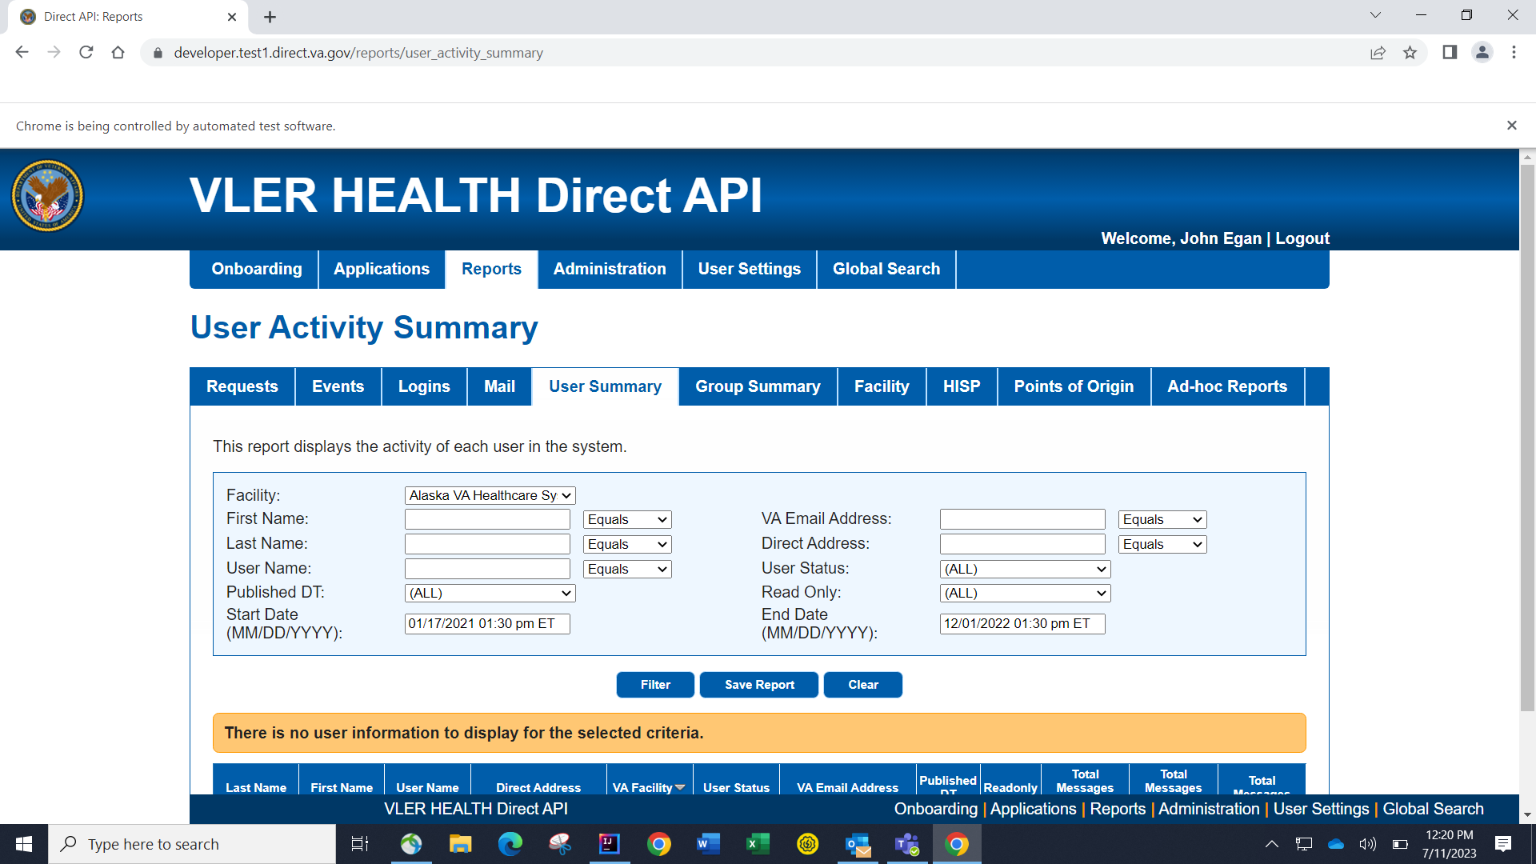 Direct API: Reports
developer.test1.direct.va.gov/reports/user_activity_summary
Chrome is being controlled by automated test software.
VLER HEALTH Direct API
Welcome, John Egan | Logout
Onboarding Applications Reports Administration User Settings Global Search
User Activity Summary
Requests Events Logins Mail User Summary Group Summary Facility HISP Points of Origin Ad-hoc Reports
This report displays the activity of each user in the system.
Facility: Alaska VA Healthcare Sy
First Name: Equals VA Email Address: Equals
Last Name: Equals Direct Address: Equals
User Name: Equals User Status: (ALL)
Published DT: (ALL) Read Only: (ALL)
Start Date (MM/DD/YYYY): 01/17/2021 01:30 pm ET End Date (MM/DD/YYYY): 12/01/2022 01:30 pm ET
Filter Save Report Clear
There is no user information to display for the selected criteria.
Last Name First Name User Name Direct Address VA Facility User Status VA Email Address Published DT Readonly Total Messages Total Messages Total Messages
VLER HEALTH Direct API Onboarding | Applications | Reports | Administration | User Settings | Global Search
Type here to search
12:20 PM
7/11/2023